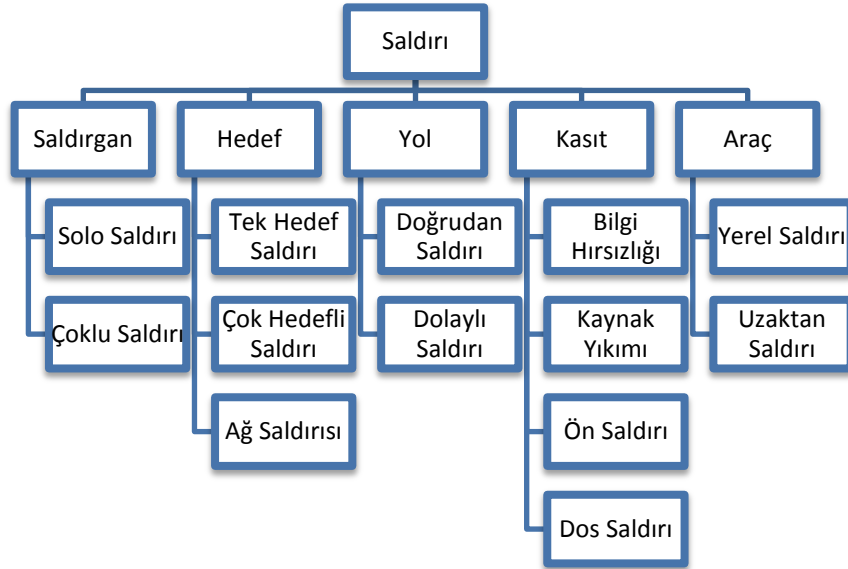 Saldırı
Saldırgan
Hedef
Yol
Kasıt
Araç
Solo Saldırı
Çoklu Saldırı
Tek Hedef
Saldırı
Çok Hedefli
Saldırı
Ağ Saldırısı
Doğrudan
Saldırı
Dolaylı
Saldırı
Bilgi
Hırsızlığı
Kaynak
Yıkımı
Ön Saldırı
Dos Saldırı
Yerel Saldırı
Uzaktan
Saldırı